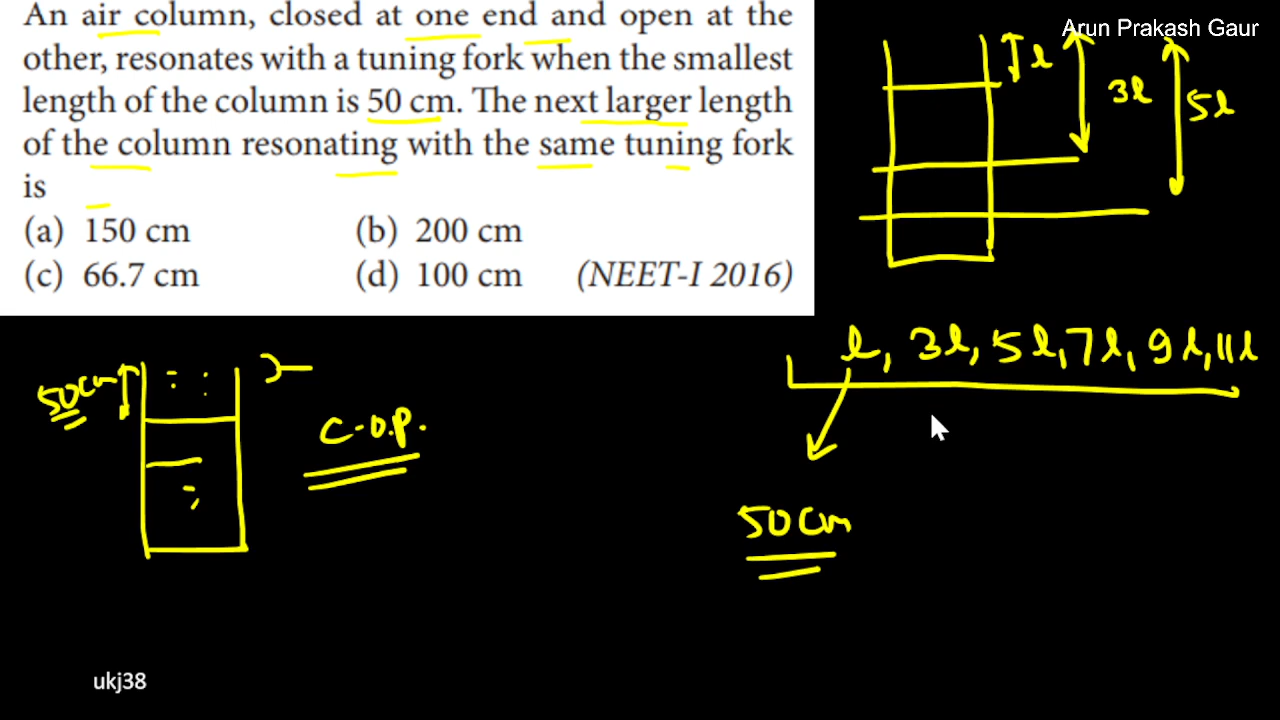 An air column, closed at one end and open at the
other, resonates with a tuning fork when the smallest
length of the column is 50 cm. The next larger length
of the column resonating with the same tuning fork
is
(a) 150 cm (b) 200 cm
(c) 66.7 cm (d) 100 cm (NEET-I 2016)
Arun Prakash Gaur
l 3l 5l
l, 3l, 5l, 7l, 9l, 11l
50cm
C.O.P.
50 cm
ukj38